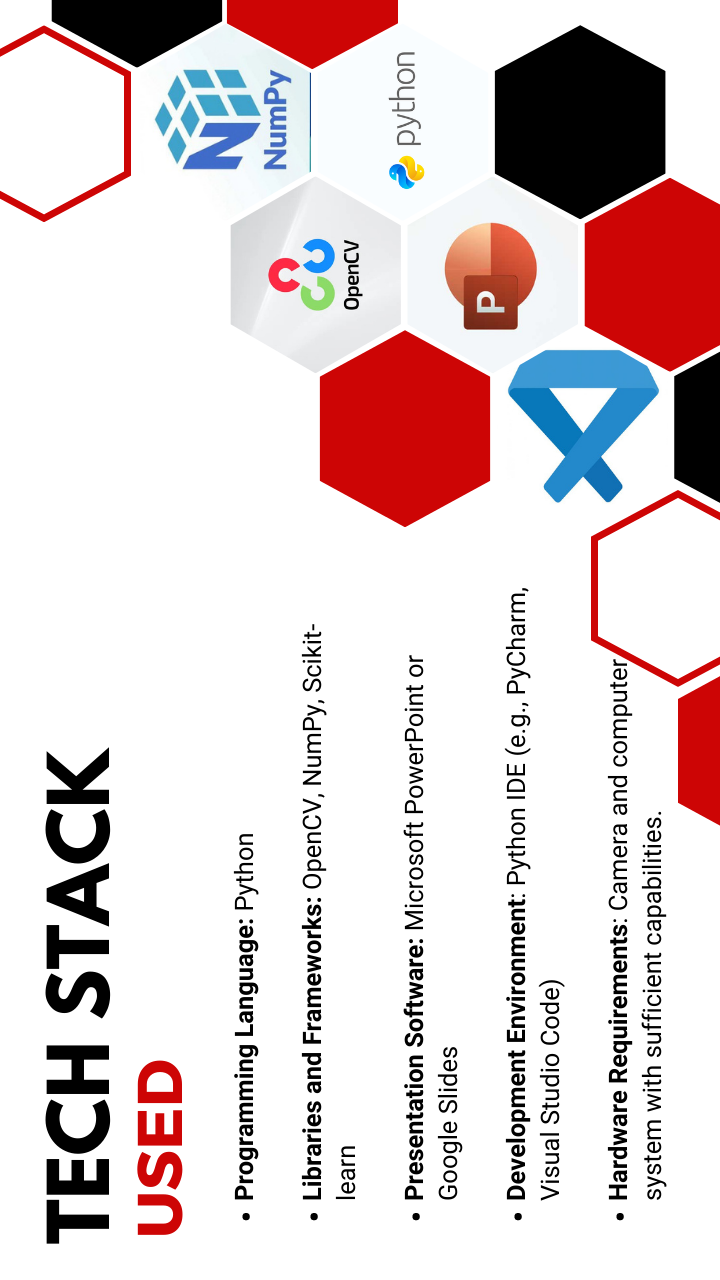 TECH STACK
USED
• Programming Language: Python
• Libraries and Frameworks: OpenCV, NumPy, Scikit-
learn
• Presentation Software: Microsoft PowerPoint or
Google Slides
• Development Environment: Python IDE (e.g., PyCharm,
Visual Studio Code)
• Hardware Requirements: Camera and computer
system with sufficient capabilities.
NumPy
python
OpenCV
P